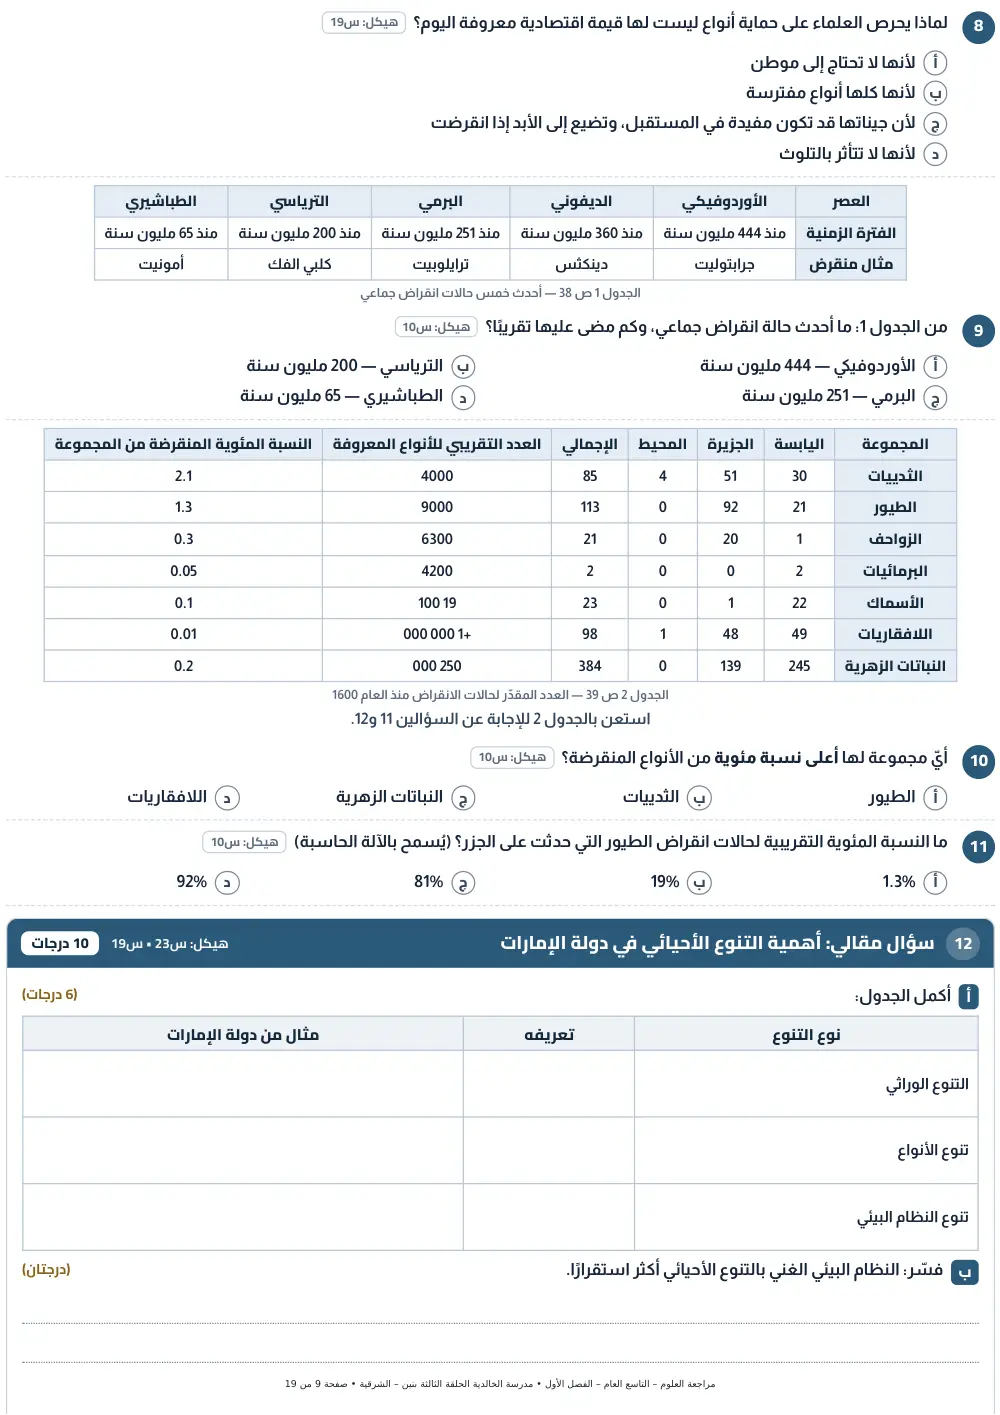 8 لماذا يحرص العلماء على حماية أنواع ليست لها قيمة اقتصادية معروفة اليوم؟ هيكل: س19
أ لأنها لا تحتاج إلى موطن
ب لأنها كلها أنواع مفترسة
ج لأن جيناتها قد تكون مفيدة في المستقبل، وتضيع إلى الأبد إذا انقرضت
د لأنها لا تتأثر بالتلوث
العصر الأوردوفيكي الديفوني البرمي الترياسي الطباشيري
الفترة الزمنية منذ 444 مليون سنة منذ 360 مليون سنة منذ 251 مليون سنة منذ 200 مليون سنة منذ 65 مليون سنة
مثال منقرض جرابتوليت دينكثس ترايلوبيت كلبي الفك أمونيت
الجدول 1 ص 38 — أحدث خمس حالات انقراض جماعي
9 من الجدول 1: ما أحدث حالة انقراض جماعي، وكم مضى عليها تقريبًا؟ هيكل: س10
أ الأوردوفيكي — 444 مليون سنة ب الترياسي — 200 مليون سنة
ج البرمي — 251 مليون سنة د الطباشيري — 65 مليون سنة
المجموعة اليابسة الجزيرة المحيط الإجمالي العدد التقريبي للأنواع المعروفة النسبة المئوية المنقرضة من المجموعة
الثدييات 30 51 4 85 4000 2.1
الطيور 21 92 0 113 9000 1.3
الزواحف 1 20 0 21 6300 0.3
البرمائيات 2 0 0 2 4200 0.05
الأسماك 22 1 0 23 19 100 0.1
اللافقاريات 49 48 1 98 1 000 000+ 0.01
النباتات الزهرية 245 139 0 384 250 000 0.2
الجدول 2 ص 39 — العدد المقدّر لحالات الانقراض منذ العام 1600
استعن بالجدول 2 للإجابة عن السؤالين 11 و12.
10 أيّ مجموعة لها أعلى نسبة مئوية من الأنواع المنقرضة؟ هيكل: س10
أ الطيور ب الثدييات ج النباتات الزهرية د اللافقاريات
11 ما النسبة المئوية التقريبية لحالات انقراض الطيور التي حدثت على الجزر؟ (يُسمح بالآلة الحاسبة) هيكل: س10
أ 1.3% ب 19% ج 81% د 92%
12 سؤال مقالي: أهمية التنوع الأحيائي في دولة الإمارات هيكل: س23 • س19 10 درجات
أ أكمل الجدول: (6 درجات)
نوع التنوع تعريفه مثال من دولة الإمارات
التنوع الوراثي
تنوع الأنواع
تنوع النظام البيئي
ب فسّر: النظام البيئي الغني بالتنوع الأحيائي أكثر استقرارًا. (درجتان)
مراجعة العلوم – التاسع العام – الفصل الأول • مدرسة الخالدية الحلقة الثالثة بنين – الشرقية • صفحة 9 من 19